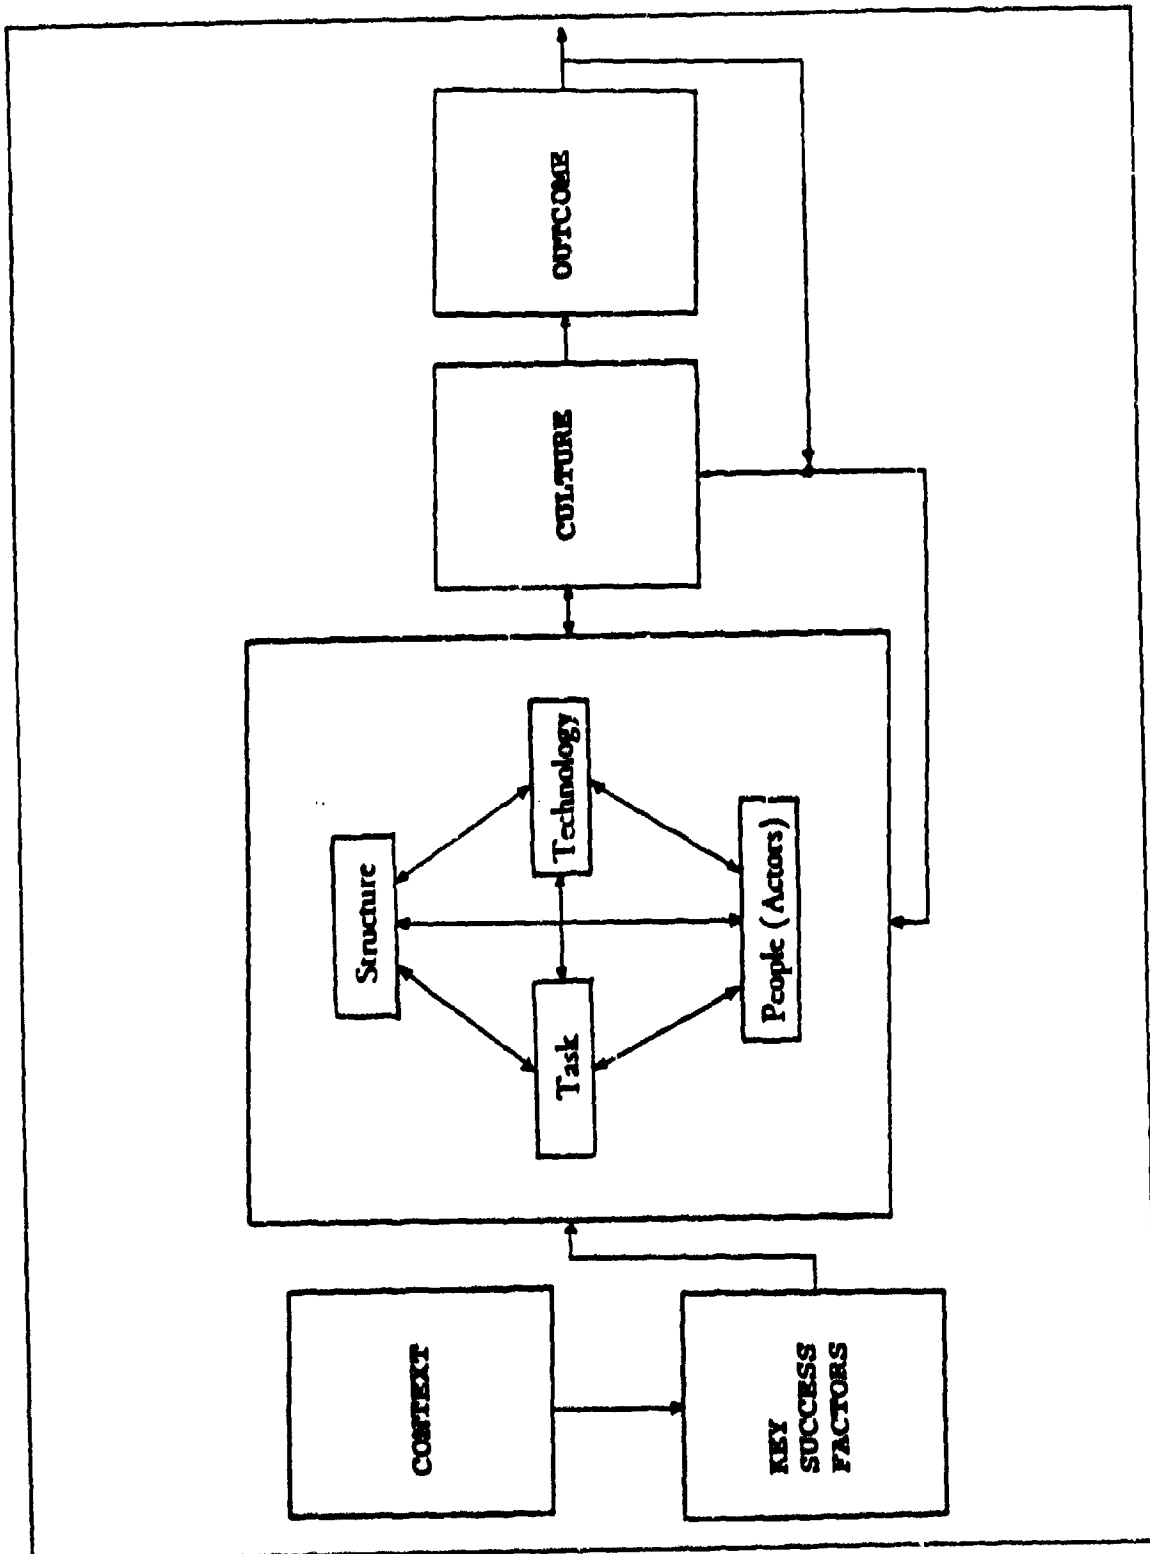 CONTEXT
KEY
SUCCESS
FACTORS
Structure
Task
Technology
People (Actors)
CULTURE
OUTCOME